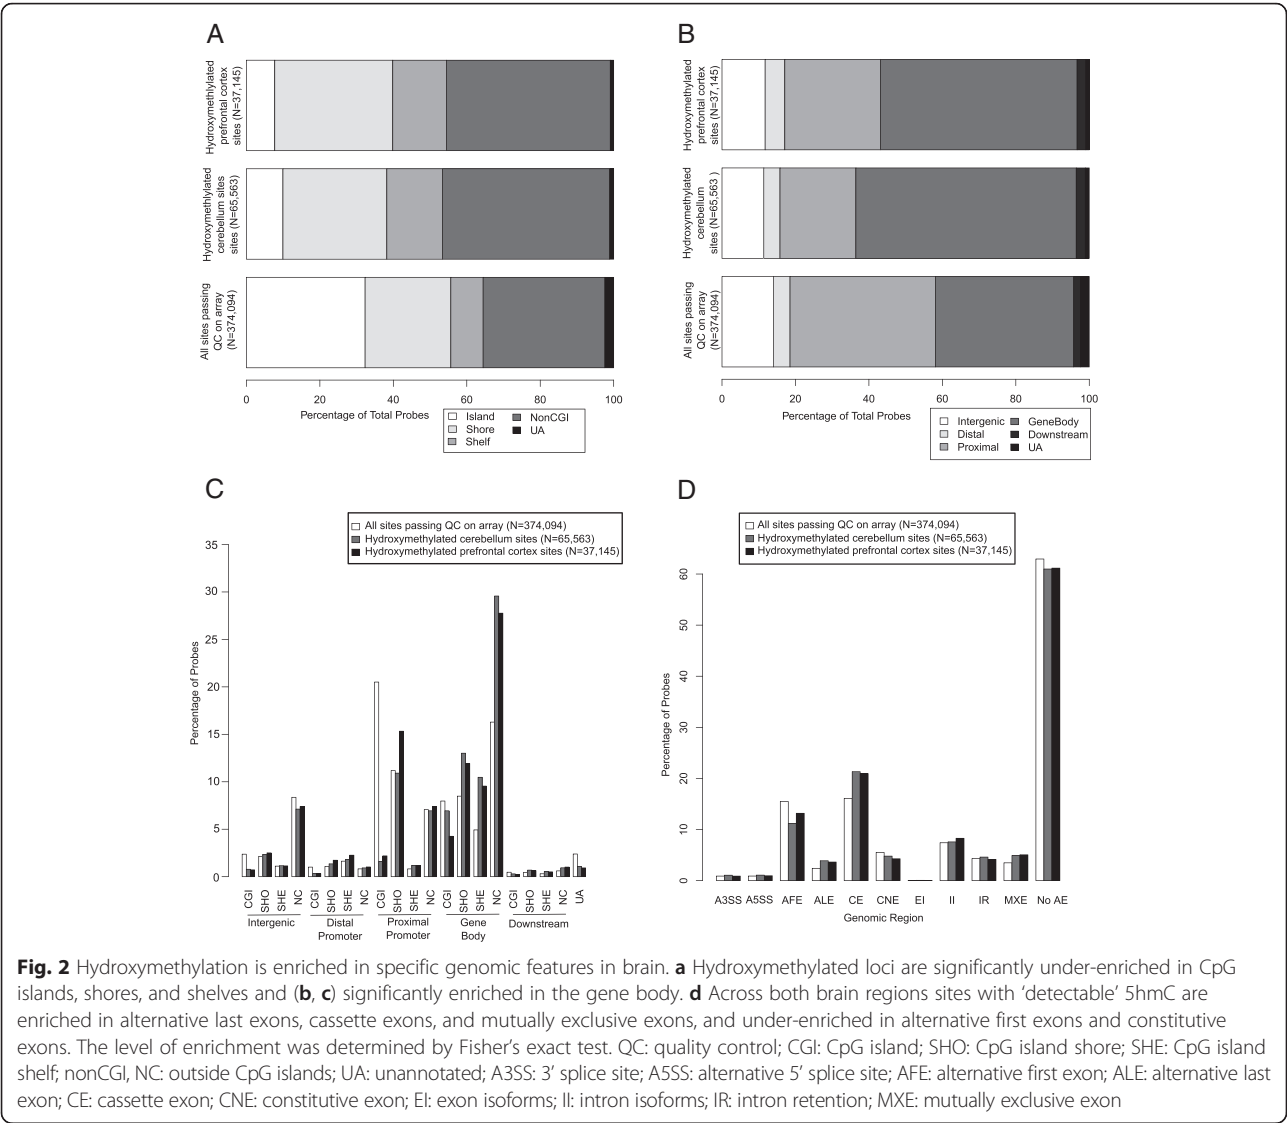 A
Hydroxymethlylated
prefrontal cortex
sites (N=37,145)
Hydroxymethylated
cerebellum sites
sites (N=65,563)
All sites passing
QC on array
(N=374,094)
0 20 40 60 80 100
Percentage of Total Probes
Island NonCGI
Shore UA
Shelf
B
Hydroxymethlylated
prefrontal cortex
sites (N=37,145)
Hydroxymethlylated
cerebellum
sites (N=65,563 )
All sites passing
QC on array
(N=374,094)
0 20 40 60 80 100
Percentage of Total Probes
Intergenic GeneBody
Distal Downstream
Proximal UA
C
All sites passing QC on array (N=374,094)
Hydroxymethylated cerebellum sites (N=65,563)
Hydroxymethylated prefrontal cortex sites (N=37,145)
35
30
25
20
15
10
5
0
Percentage of Probes
CGI SHO SHE NC CGI SHO SHE NC CGI SHO SHE NC CGI SHO SHE NC CGI SHO SHE NC UA
Intergenic Distal Proximal Gene Downstream
Promoter Promoter Body
D
All sites passing QC on array (N=374,094)
Hydroxymethylated cerebellum sites (N=65,563)
Hydroxymethylated prefrontal cortex sites (N=37,145)
60
50
40
30
20
10
0
Percentage of Probes
A3SS A5SS AFE ALE CE CNE EI II IR MXE No AE
Genomic Region
Fig. 2 Hydroxymethylation is enriched in specific genomic features in brain. a Hydroxymethylated loci are significantly under-enriched in CpG
islands, shores, and shelves and (b, c) significantly enriched in the gene body. d Across both brain regions sites with ‘detectable’ 5hmC are
enriched in alternative last exons, cassette exons, and mutually exclusive exons, and under-enriched in alternative first exons and constitutive
exons. The level of enrichment was determined by Fisher’s exact test. QC: quality control; CGI: CpG island; SHO: CpG island shore; SHE: CpG island
shelf; nonCGI, NC: outside CpG islands; UA: unannotated; A3SS: 3′ splice site; A5SS: alternative 5′ splice site; AFE: alternative first exon; ALE: alternative last
exon; CE: cassette exon; CNE: constitutive exon; EI: exon isoforms; II: intron isoforms; IR: intron retention; MXE: mutually exclusive exon